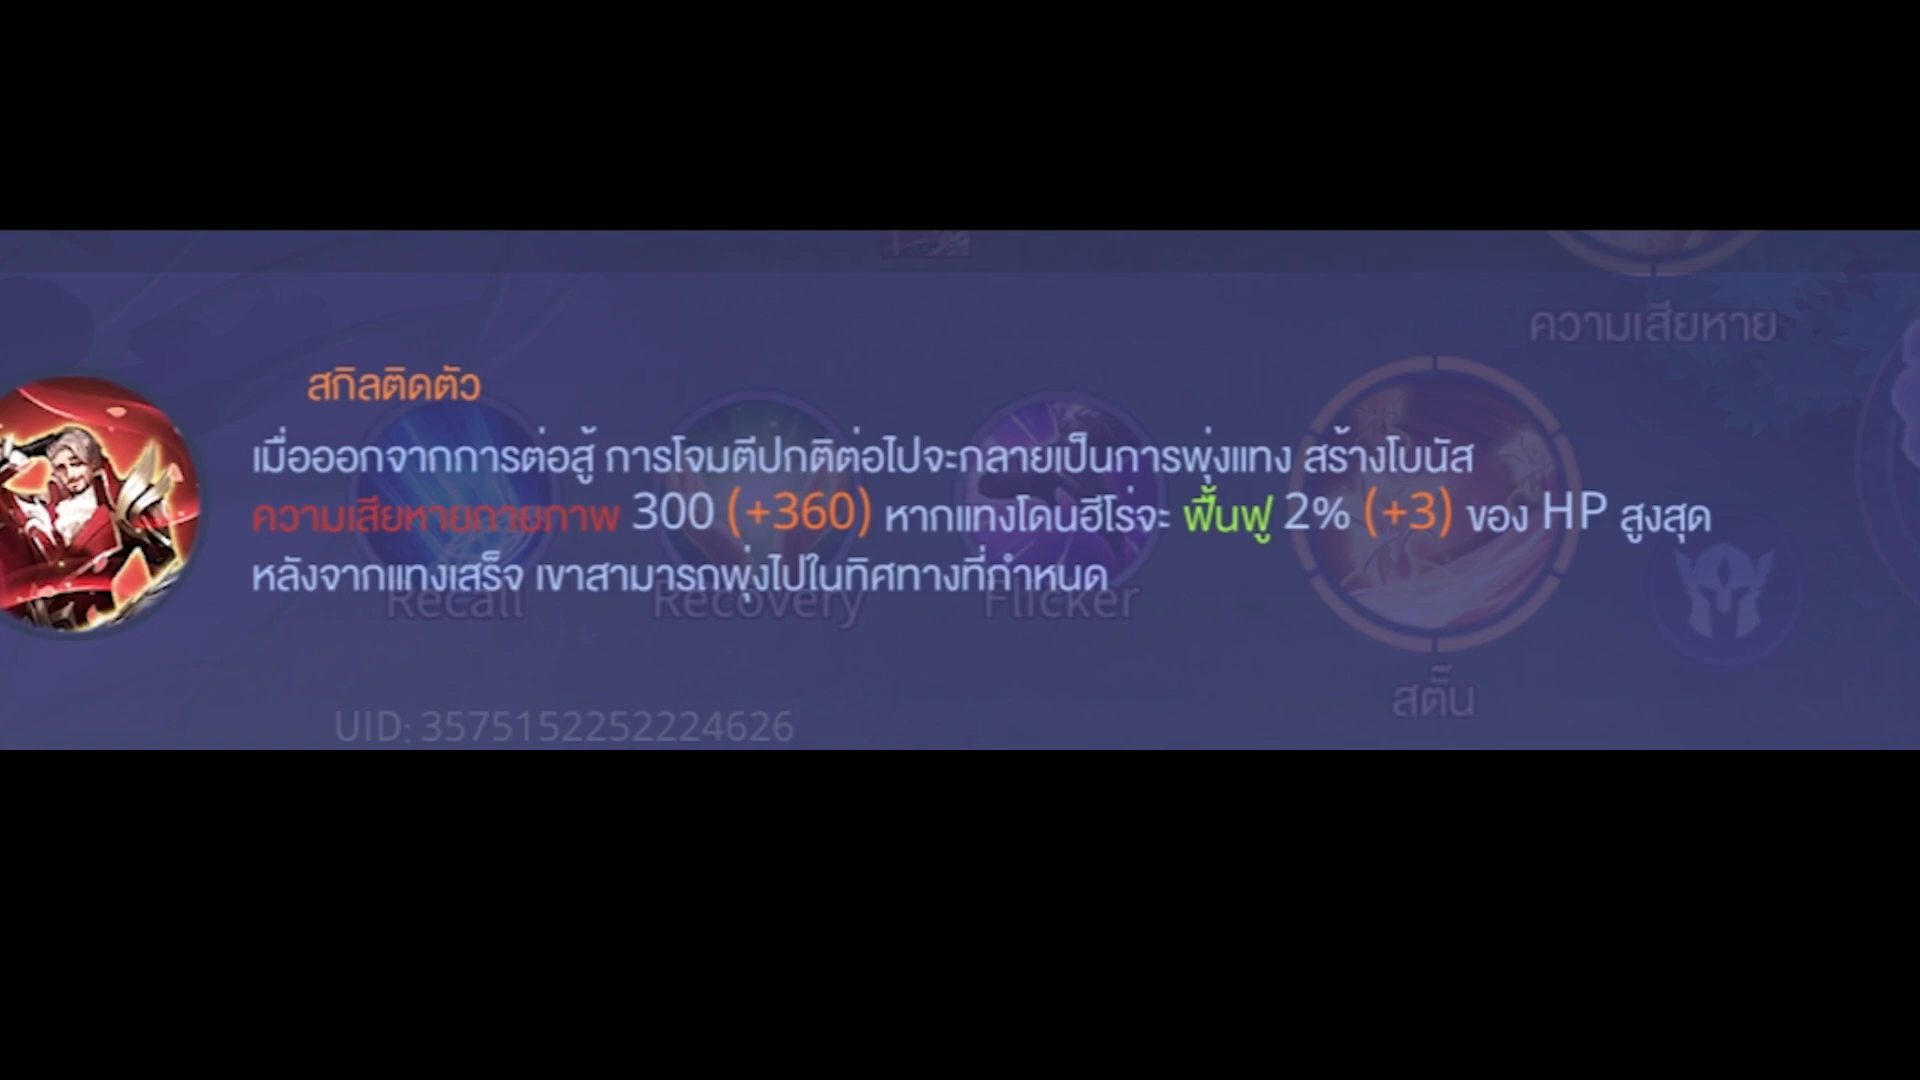 ความเสียหาย
สกิลติดตัว
เมื่อออกจากการต่อสู้ การโจมตีปกติต่อไปจะกลายเป็นการพุ่งแทง สร้างโบนัส
ความเสียหายกายภาพ 300 (+360) หากแทงโดนฮีโร่จะ ฟื้นฟู 2% (+3) ของ HP สูงสุด
หลังจากแทงเสร็จ เขาสามารถพุ่งไปในทิศทางที่กำหนด
Recall Recovery Flicker
สตั๊น
UID: 3575152252224626